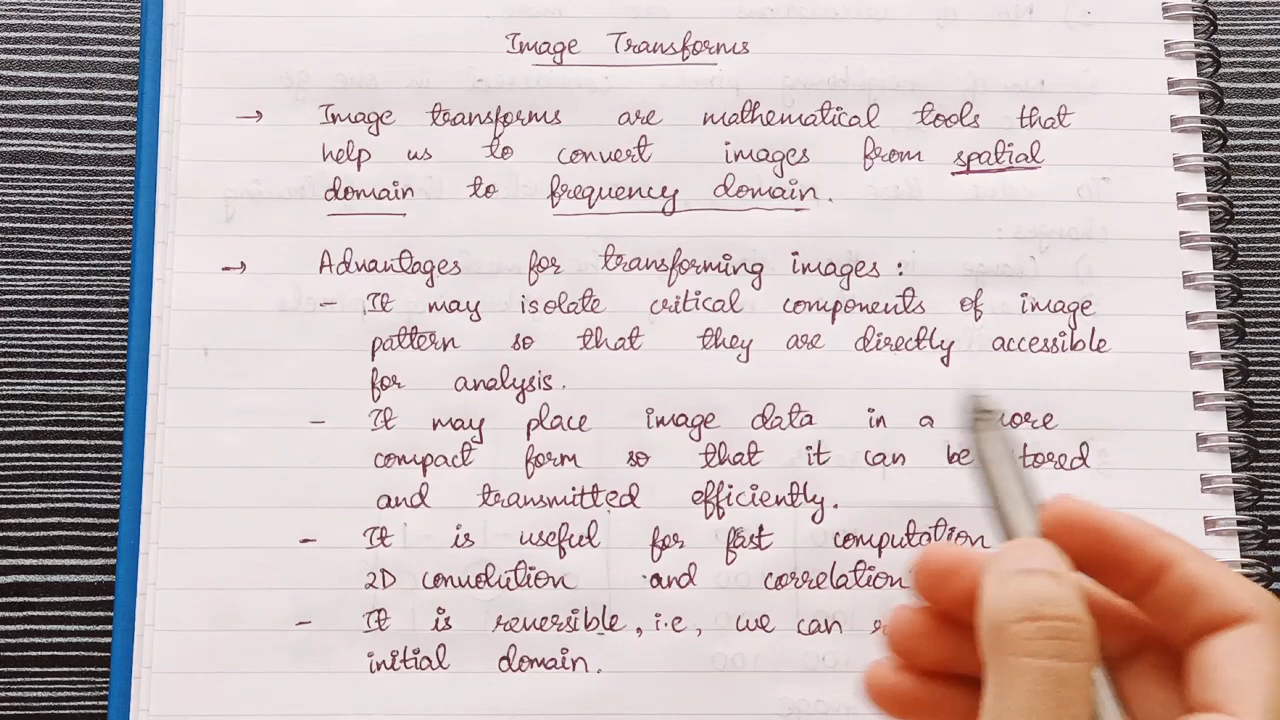 Image Transforms
→ Image transforms are mathematical tools that
help us to convert images from spatial
domain to frequency domain.
→ Advantages for transforming images :
- It may isolate critical components of image
pattern so that they are directly accessible
for analysis.
- It may place image data in a
compact form so that it can be
and transmitted efficiently.
- It is useful for fast computation
2D convolution and correlation
- It is reversible, i.e, we can
initial domain.